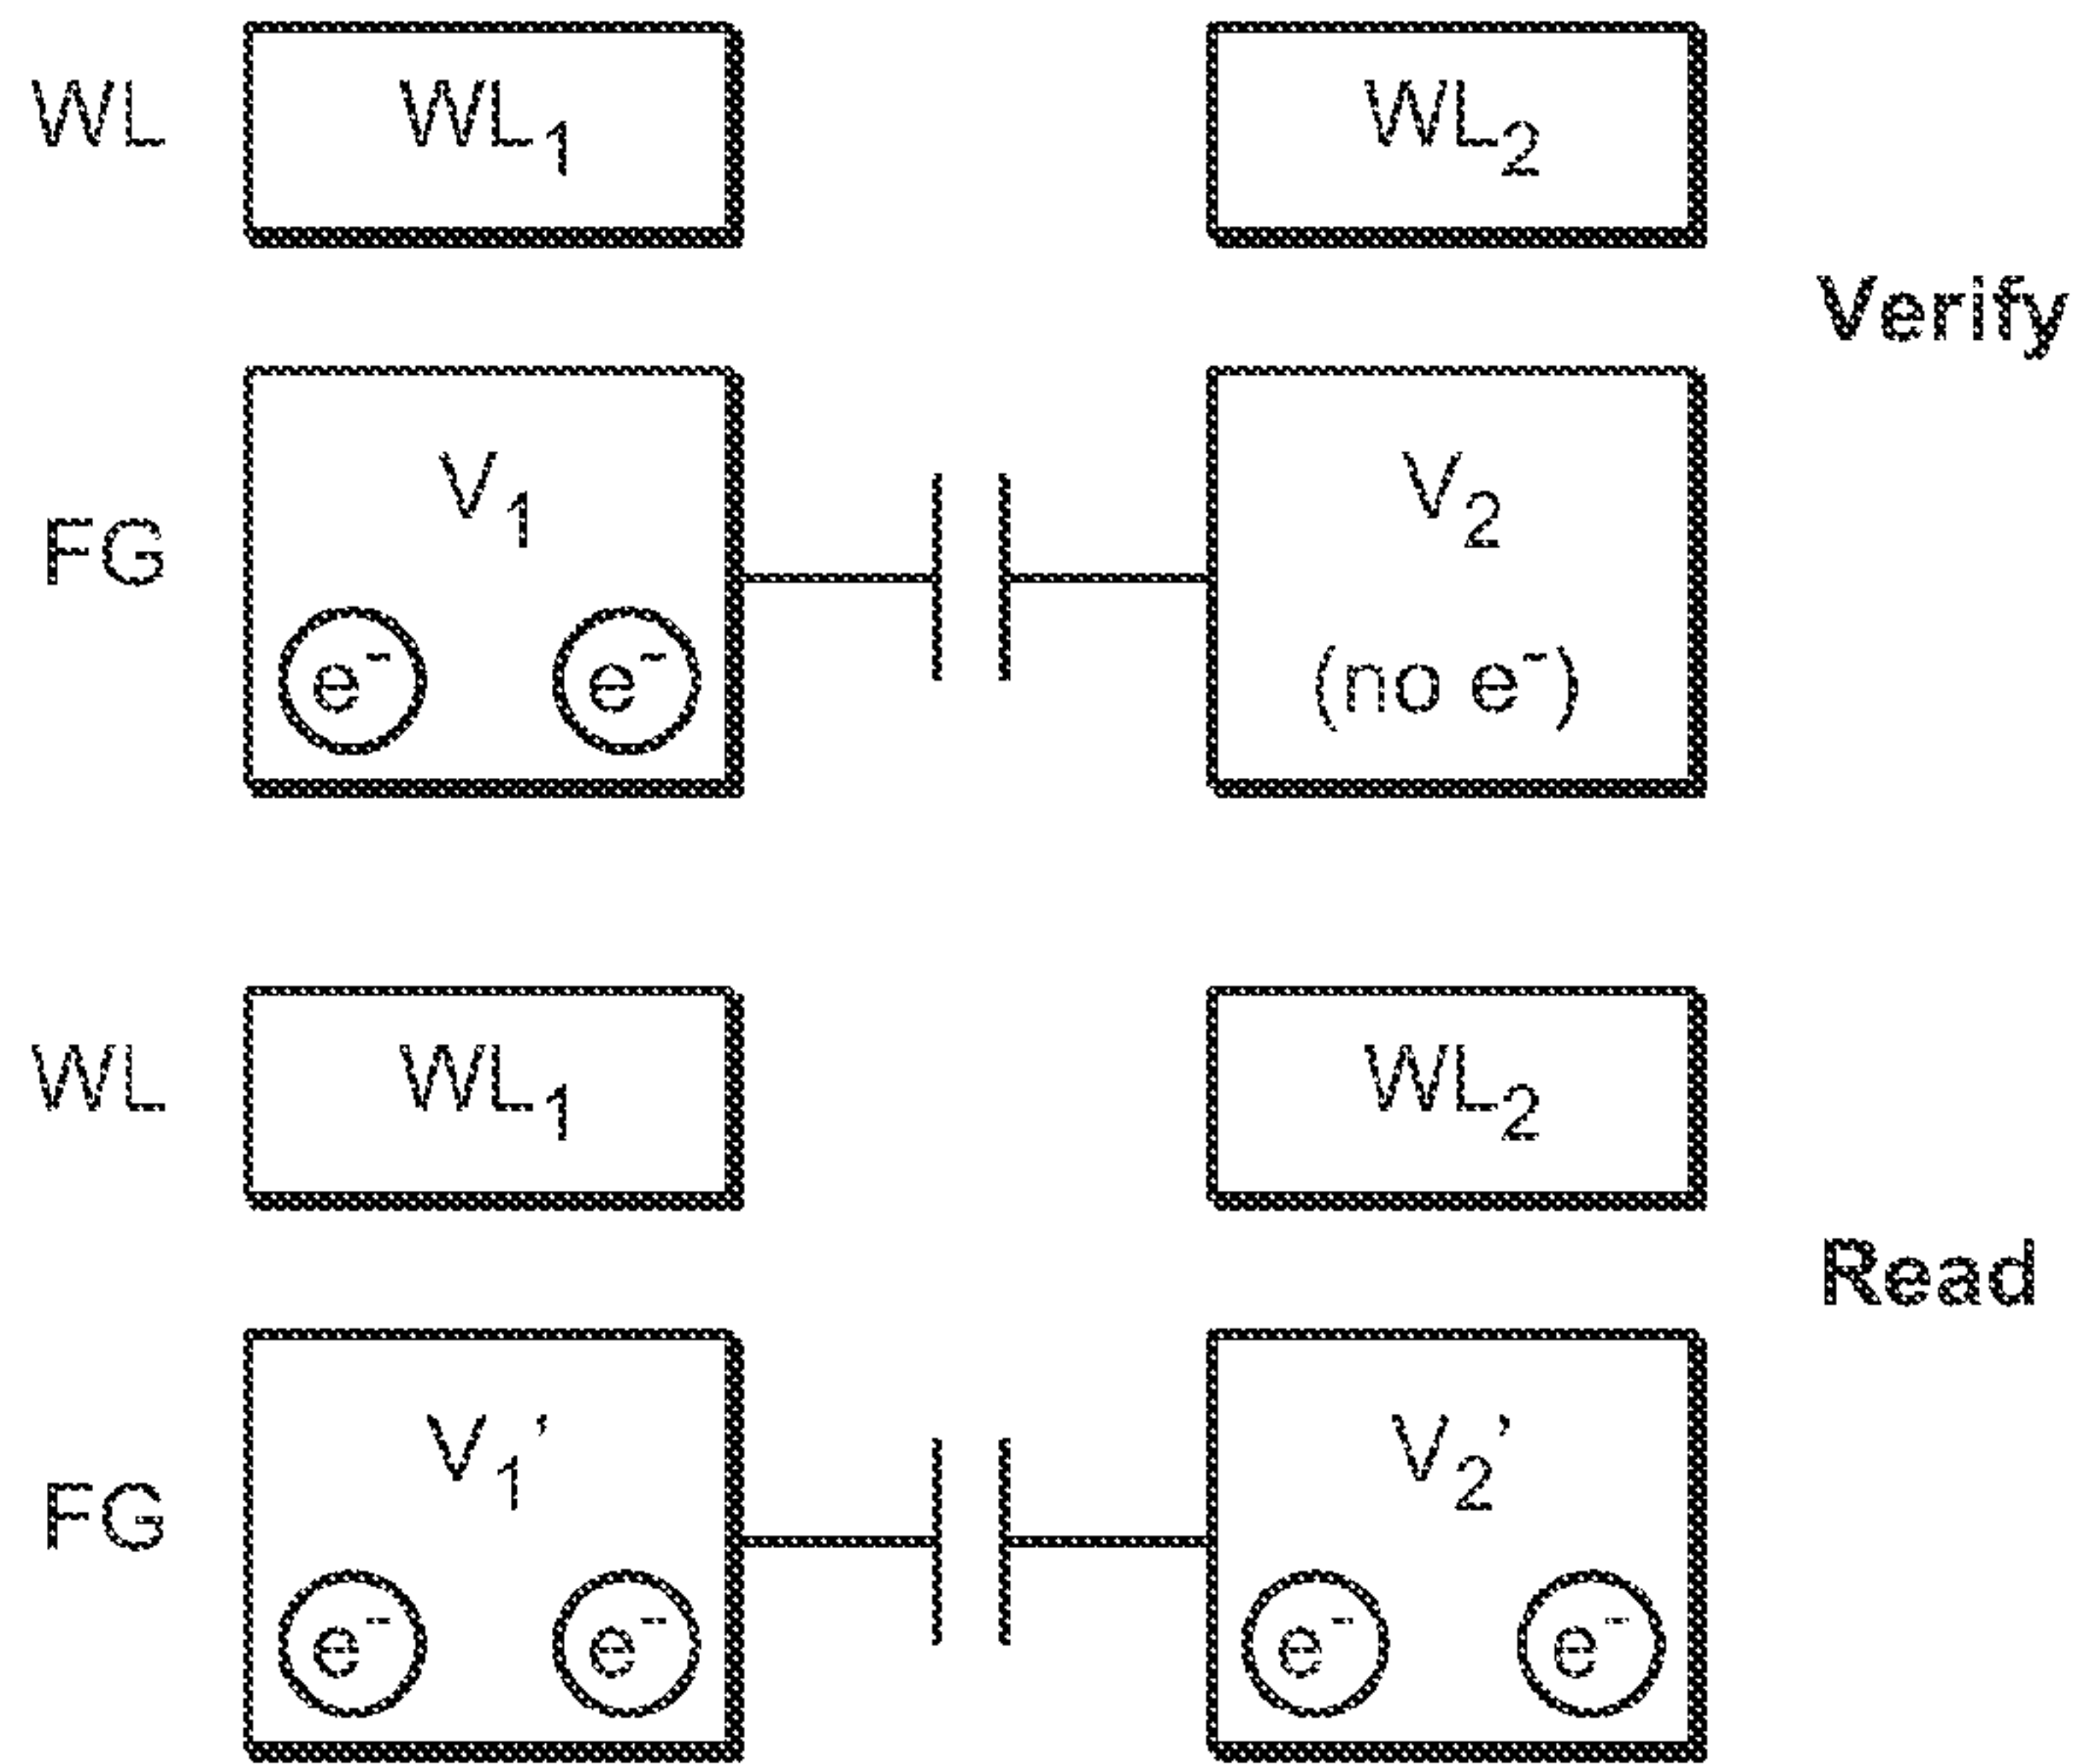 WL WL₁ WL₂
Verify
FG V₁ V₂
e⁻ e⁻ (no e⁻)
WL WL₁ WL₂
Read
FG V₁’ V₂’
e⁻ e⁻ e⁻ e⁻